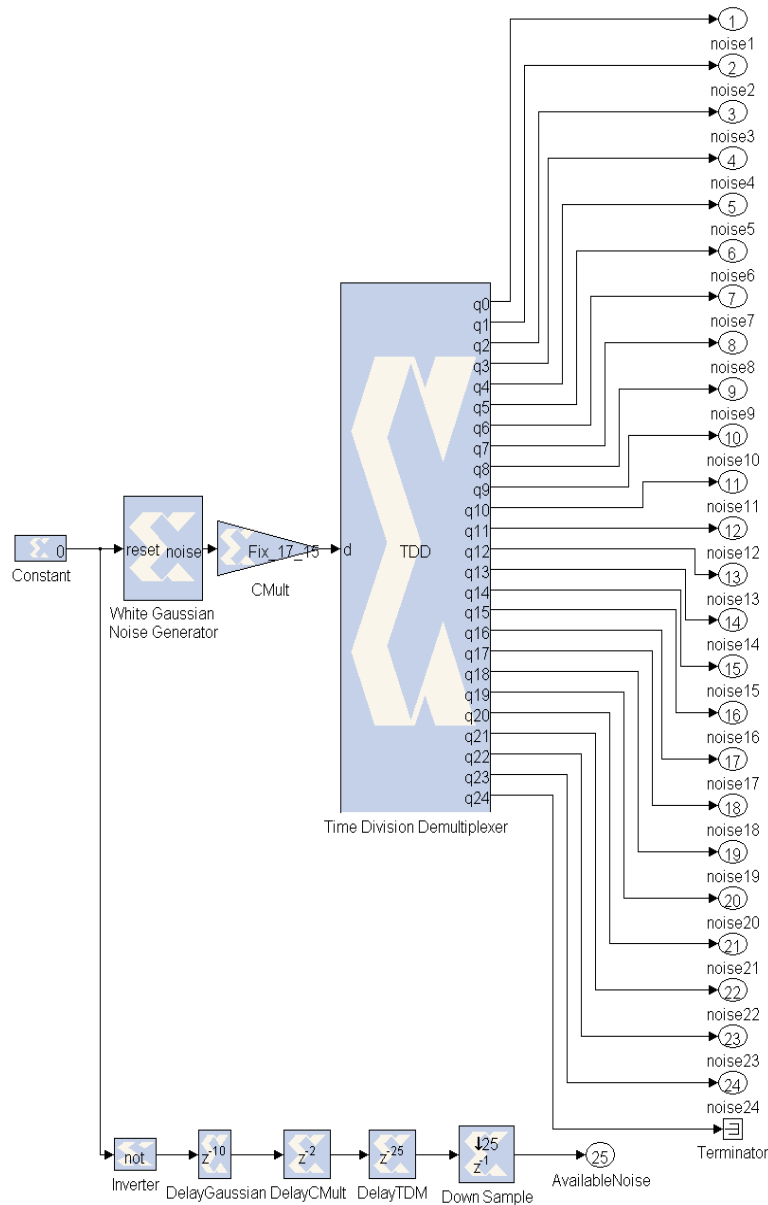 1
noise1
2
noise2
3
noise3
4
noise4
5
noise5
6
noise6
7
noise7
8
noise8
9
noise9
10
noise10
11
noise11
12
noise12
13
noise13
14
noise14
15
noise15
16
noise16
17
noise17
18
noise18
19
noise19
20
noise20
21
noise21
22
noise22
23
noise23
24
noise24
Terminator
q0
q1
q2
q3
q4
q5
q6
q7
q8
q9
q10
q11
q12
q13
q14
q15
q16
q17
q18
q19
q20
q21
q22
q23
q24
d
TDD
Time Division Demultiplexer
0
Constant
reset noise
White Gaussian
Noise Generator
Fix_17_15
CMult
not
Inverter
z-10
DelayGaussian
z-2
DelayCMult
z-25
DelayTDM
↓25
z-1
Down Sample
25
AvailableNoise